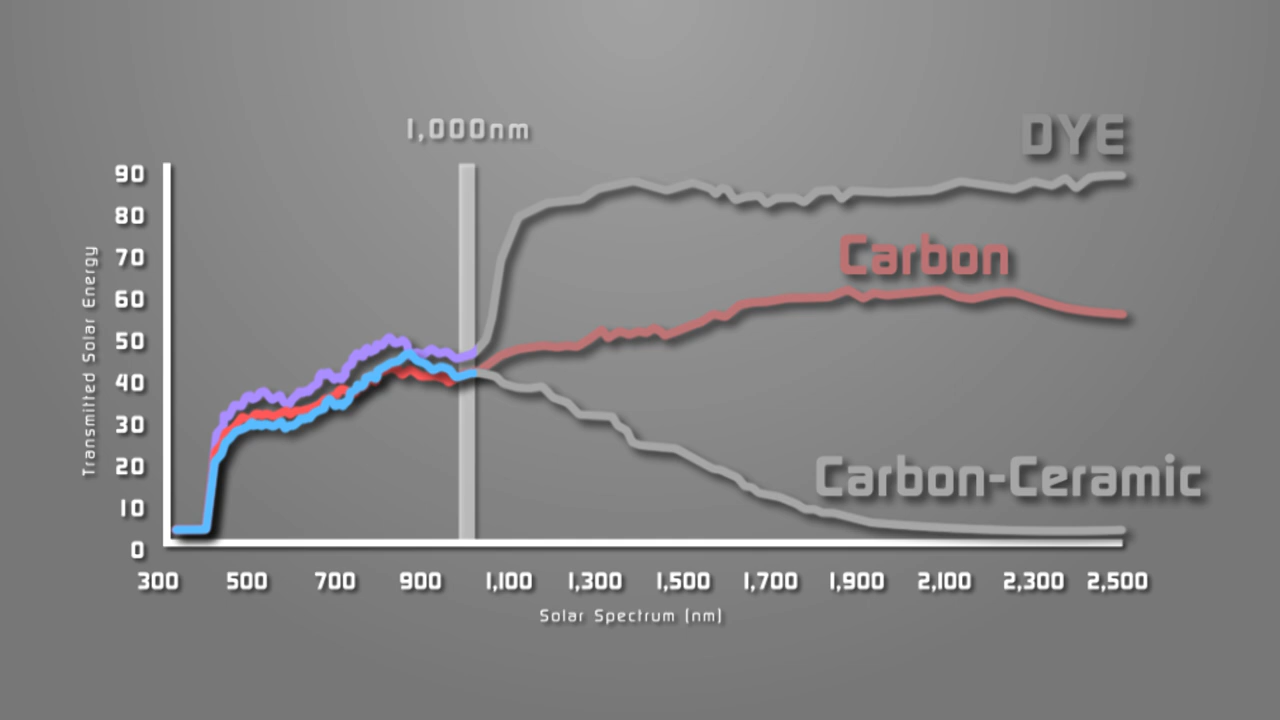 1,000nm
DYE
Carbon
Carbon-Ceramic
Transmitted Solar Energy
90
80
70
60
50
40
30
20
10
0
300 500 700 900 1,100 1,300 1,500 1,700 1,900 2,100 2,300 2,500
Solar Spectrum (nm)